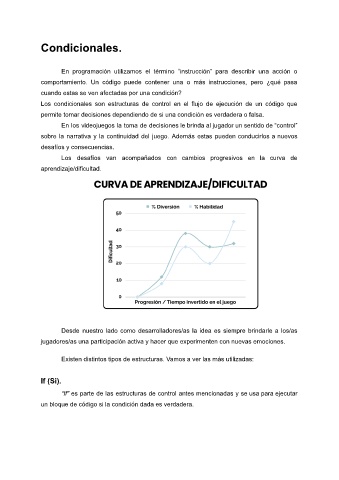 Condicionales.
En programación utilizamos el término "instrucción" para describir una acción o
comportamiento. Un código puede contener una o más instrucciones, pero ¿qué pasa
cuando estas se ven afectadas por una condición?
Los condicionales son estructuras de control en el flujo de ejecución de un código que
permite tomar decisiones dependiendo de si una condición es verdadera o falsa.
En los videojuegos la toma de decisiones le brinda al jugador un sentido de "control"
sobre la narrativa y la continuidad del juego. Además estas pueden conducirlos a nuevos
desafíos y consecuencias.
Los desafíos van acompañados con cambios progresivos en la curva de
aprendizaje/dificultad.
CURVA DE APRENDIZAJE/DIFICULTAD
% Diversión % Habilidad
50
40
30
20
10
0
Dificultad
Progresión / Tiempo invertido en el juego
Desde nuestro lado como desarrolladores/as la idea es siempre brindarle a los/as
jugadores/as una participación activa y hacer que experimenten con nuevas emociones.
Existen distintos tipos de estructuras. Vamos a ver las más utilizadas:
If (Si).
"If" es parte de las estructuras de control antes mencionadas y se usa para ejecutar
un bloque de código si la condición dada es verdadera.